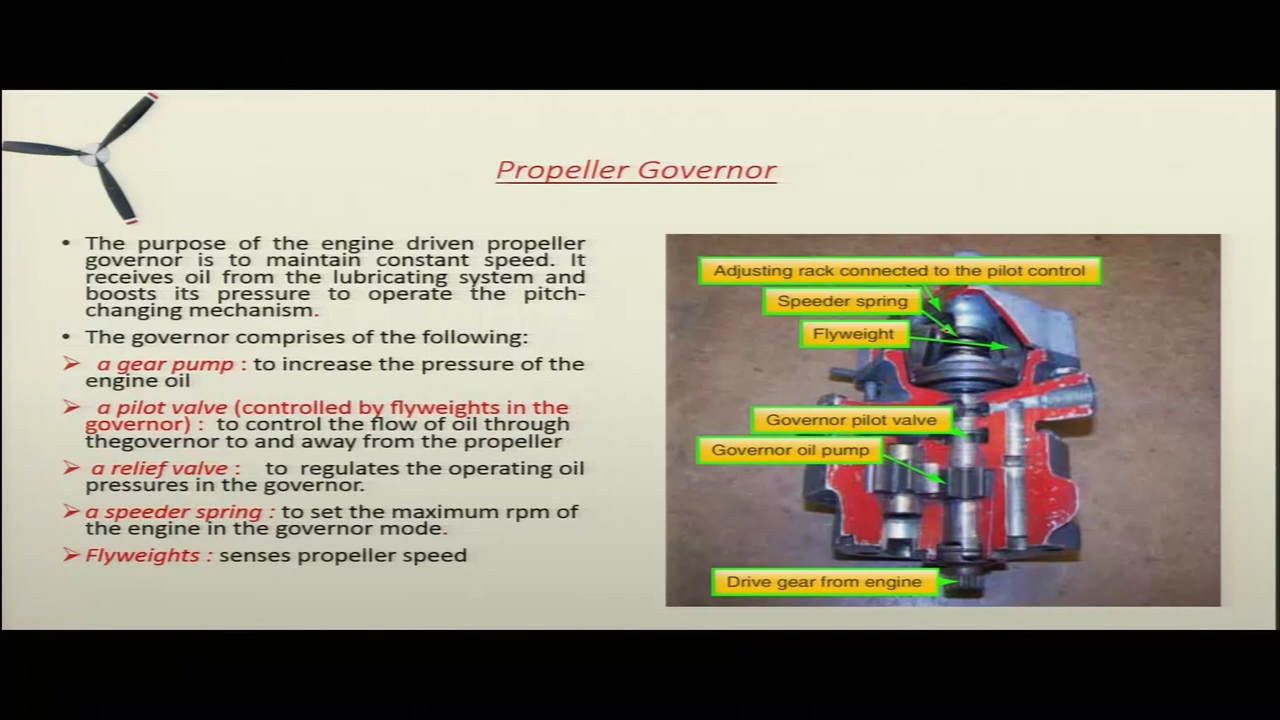 Propeller Governor
• The purpose of the engine driven propeller
governor is to maintain constant speed. It
receives oil from the lubricating system and
boosts its pressure to operate the pitch-
changing mechanism.
• The governor comprises of the following:
➢ a gear pump : to increase the pressure of the
engine oil
➢ a pilot valve (controlled by flyweights in the
governor) : to control the flow of oil through
thegovernor to and away from the propeller
➢ a relief valve : to regulates the operating oil
pressures in the governor.
➢ a speeder spring : to set the maximum rpm of
the engine in the governor mode.
➢ Flyweights : senses propeller speed
Adjusting rack connected to the pilot control
Speeder spring
Flyweight
Governor pilot valve
Governor oil pump
Drive gear from engine